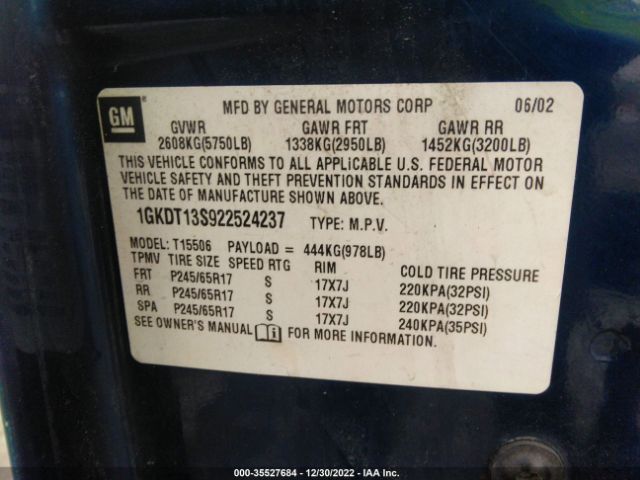 GM ®
MFD BY GENERAL MOTORS CORP 06/02
GVWR GAWR FRT GAWR RR
2608KG(5750LB) 1338KG(2950LB) 1452KG(3200LB)
THIS VEHICLE CONFORMS TO ALL APPLICABLE U.S. FEDERAL MOTOR
VEHICLE SAFETY AND THEFT PREVENTION STANDARDS IN EFFECT ON
THE DATE OF MANUFACTURE SHOWN ABOVE.
1GKDT13S922524237 TYPE: M.P.V.
MODEL: T15506 PAYLOAD = 444KG(978LB)
TPMV TIRE SIZE SPEED RTG RIM COLD TIRE PRESSURE
FRT P245/65R17 S 17X7J 220KPA(32PSI)
RR P245/65R17 S 17X7J 220KPA(32PSI)
SPA P245/65R17 S 17X7J 240KPA(35PSI)
SEE OWNER'S MANUAL i FOR MORE INFORMATION.
000-35527684 - 12/30/2022 - IAA Inc.